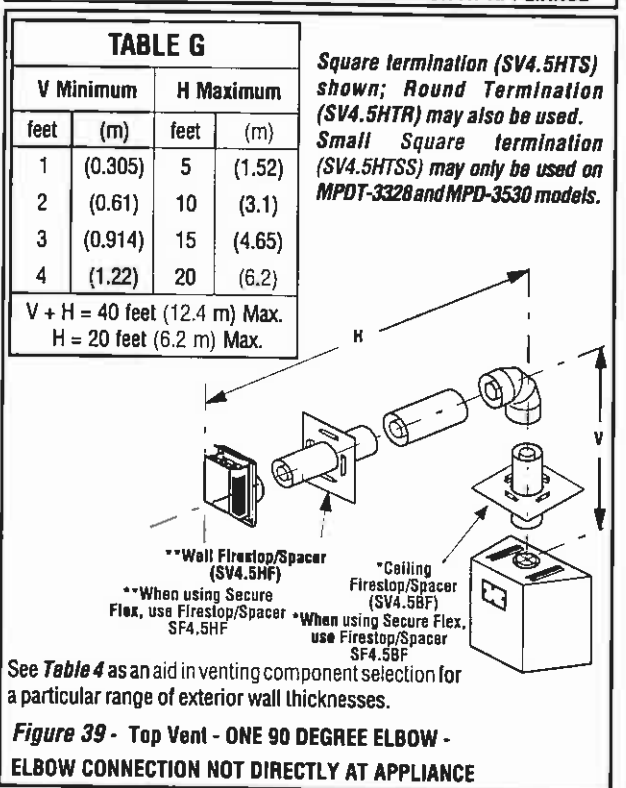 TABLE G
V Minimum H Maximum
feet (m) feet (m)
1 (0.305) 5 (1.52)
2 (0.61) 10 (3.1)
3 (0.914) 15 (4.65)
4 (1.22) 20 (6.2)
V + H = 40 feet (12.4 m) Max.
H = 20 feet (6.2 m) Max.
Square termination (SV4.5HTS)
shown; Round Termination
(SV4.5HTR) may also be used.
Small Square termination
(SV4.5HTSS) may only be used on
MPDT-3328 and MPD-3530 models.
H
V
**Wall Firestop/Spacer
(SV4.5HF)
**When using Secure
Flex, use Firestop/Spacer
SF4.5HF
*Ceiling
Firestop/Spacer
(SV4.5BF)
*When using Secure Flex,
use Firestop/Spacer
SF4.5BF
See Table 4 as an aid in venting component selection for
a particular range of exterior wall thicknesses.
Figure 39 - Top Vent - ONE 90 DEGREE ELBOW -
ELBOW CONNECTION NOT DIRECTLY AT APPLIANCE